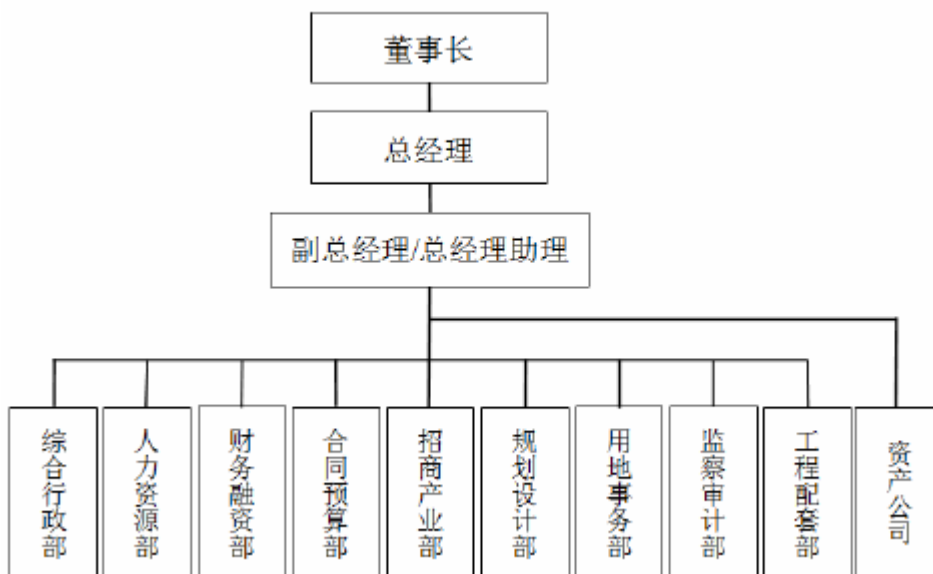 董事长
总经理
副总经理/总经理助理
综合行政部
人力资源部
财务融资部
合同预算部
招商产业部
规划设计部
用地事务部
监察审计部
工程配套部
资产公司